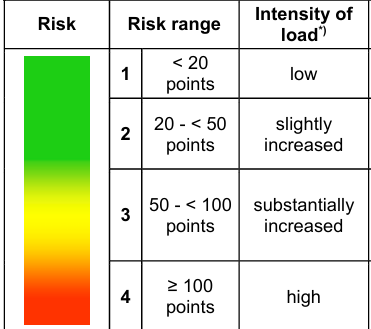 Risk Risk range Intensity of
load*)
1 < 20
points low
2 20 - < 50
points slightly
increased
3 50 - < 100
points substantially
increased
4 ≥ 100
points high